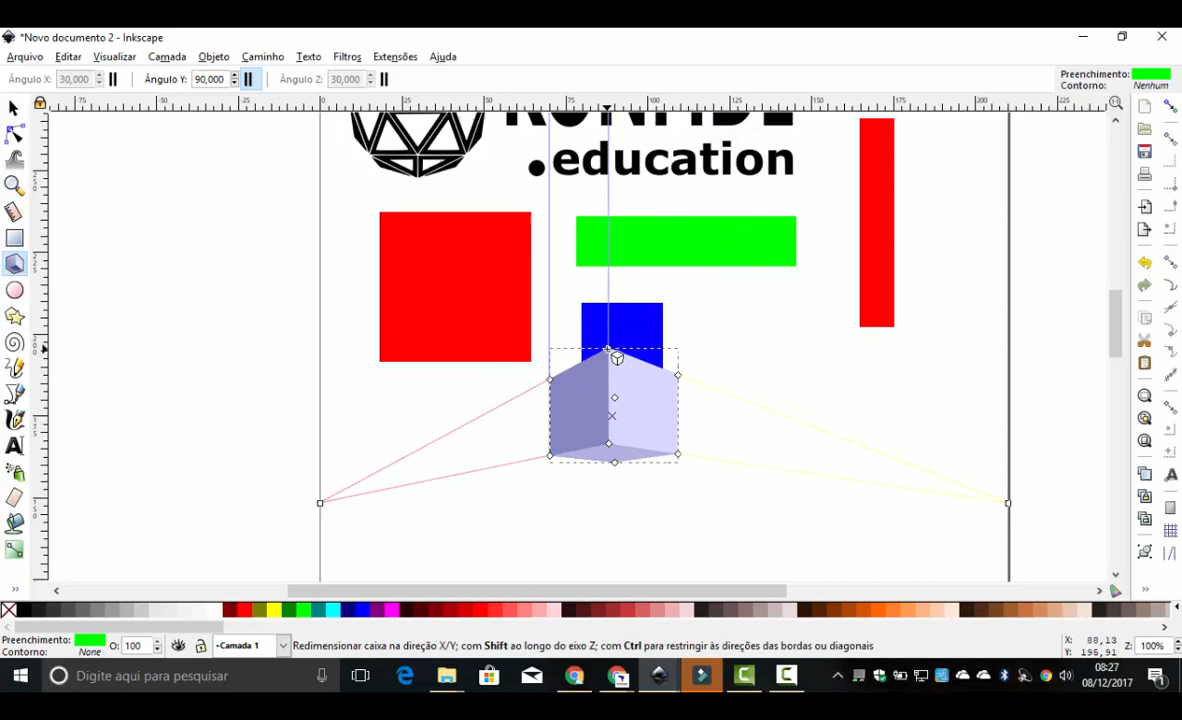 *Novo documento 2 - Inkscape
Arquivo Editar Visualizar Camada Objeto Caminho Texto Filtros Extensões Ajuda
Ângulo X: 30,000 Ângulo Y: 90,000 Ângulo Z: 30,000
Preenchimento:
Contorno: Nenhum
.education
Preenchimento:
Contorno: None
O: 100
•Camada 1
Redimensionar caixa na direção X/Y; com Shift ao longo do eixo Z; com Ctrl para restringir às direções das bordas ou diagonais
X: 88,13
Y: 195,91
Z: 100%
Digite aqui para pesquisar
08:27
08/12/2017